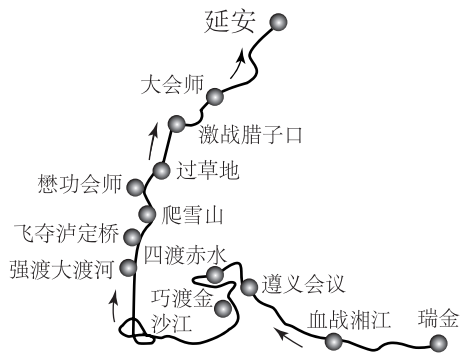 延安
大会师
激战腊子口
过草地
懋功会师
爬雪山
飞夺泸定桥
四渡赤水
强渡大渡河
遵义会议
巧渡金
沙江
血战湘江
瑞金